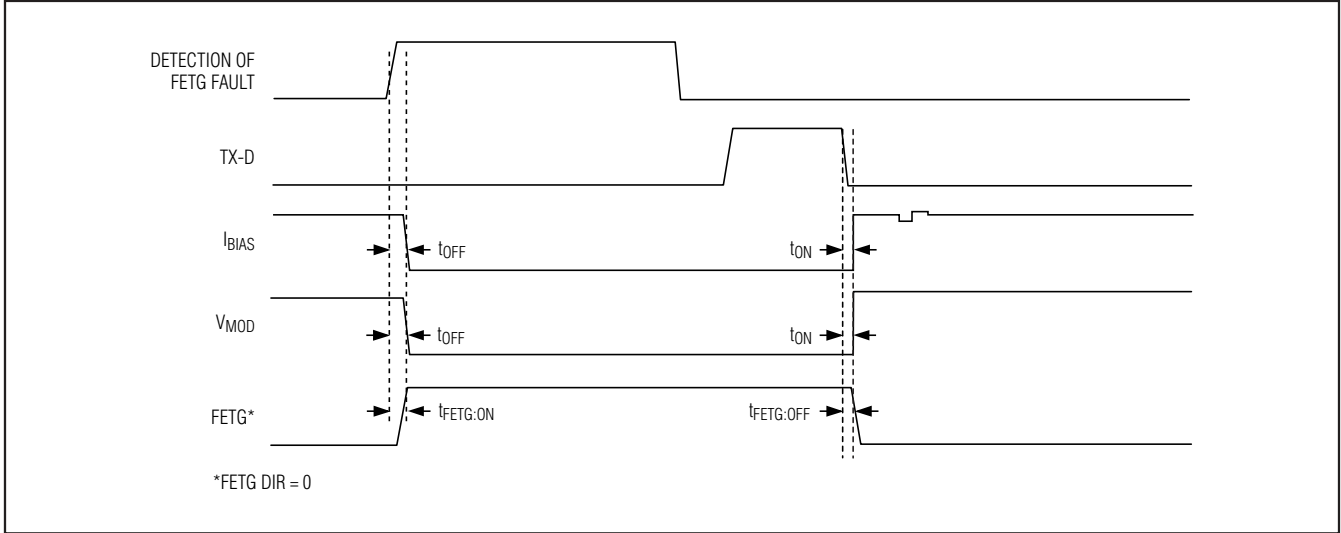 DETECTION OF
FETG FAULT
TX-D
IBIAS
tOFF
tON
VMOD
tOFF
tON
FETG*
tFETG:ON
tFETG:OFF
*FETG DIR = 0